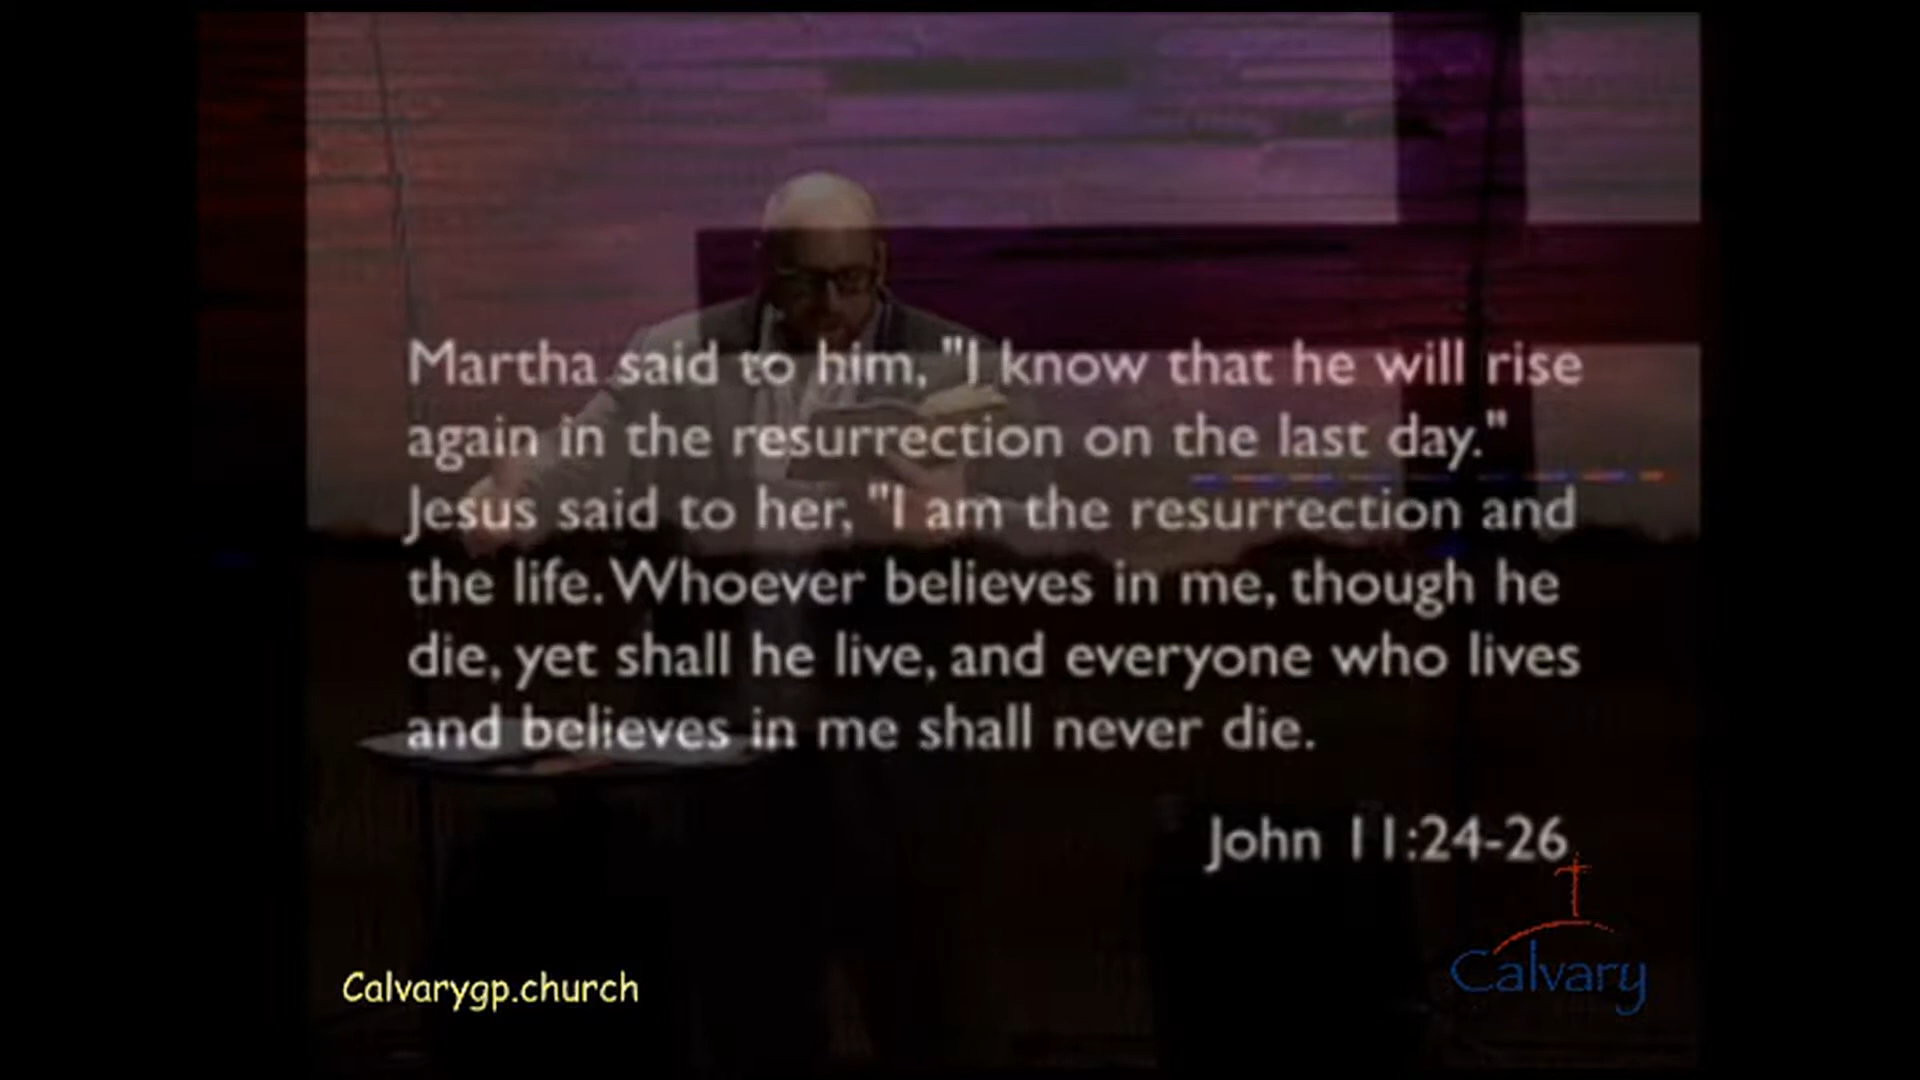 Martha said to him, "I know that he will rise
again in the resurrection on the last day."
Jesus said to her, "I am the resurrection and
the life. Whoever believes in me, though he
die, yet shall he live, and everyone who lives
and believes in me shall never die.
John 11:24-26
Calvary
Calvarygp.church